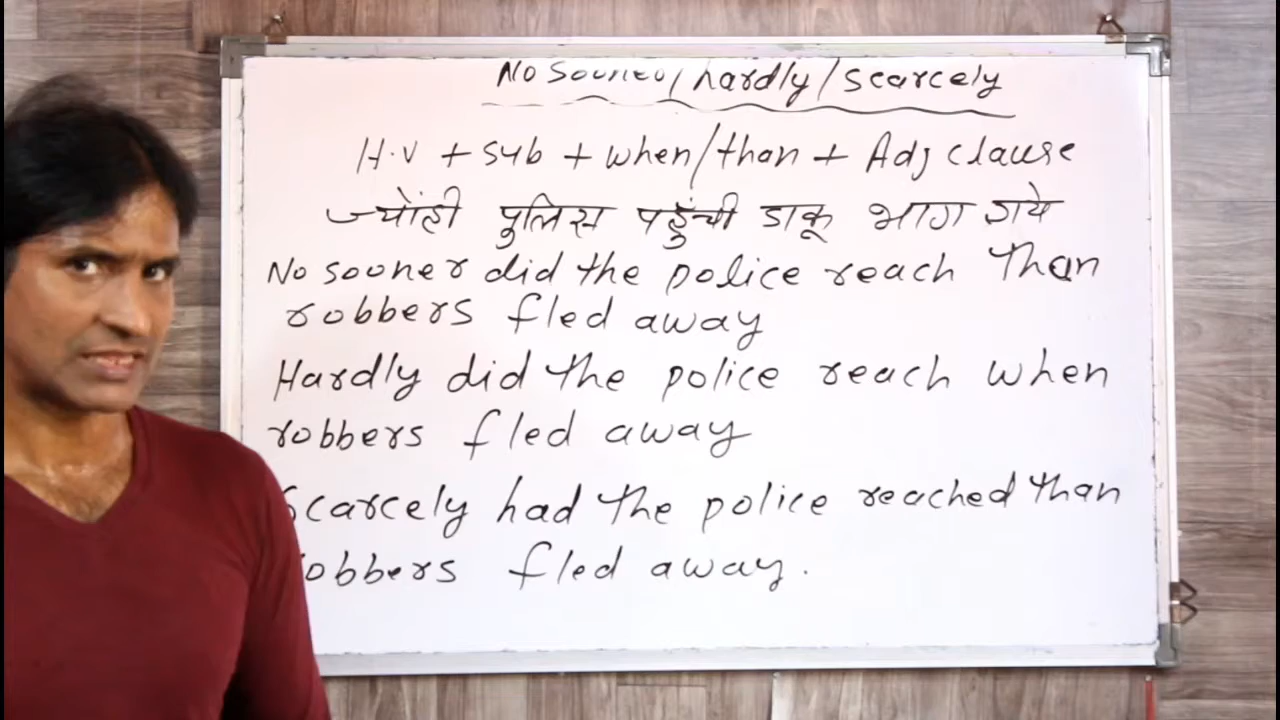 No sooner/hardly/scarcely
H.V + sub + when/than + Adj clause
ज्योंही पुलिस पहुँची डाकू भाग गये
No sooner did the police reach than
robbers fled away
Hardly did the police reach when
robbers fled away
Scarcely had the police reached than
robbers fled away.